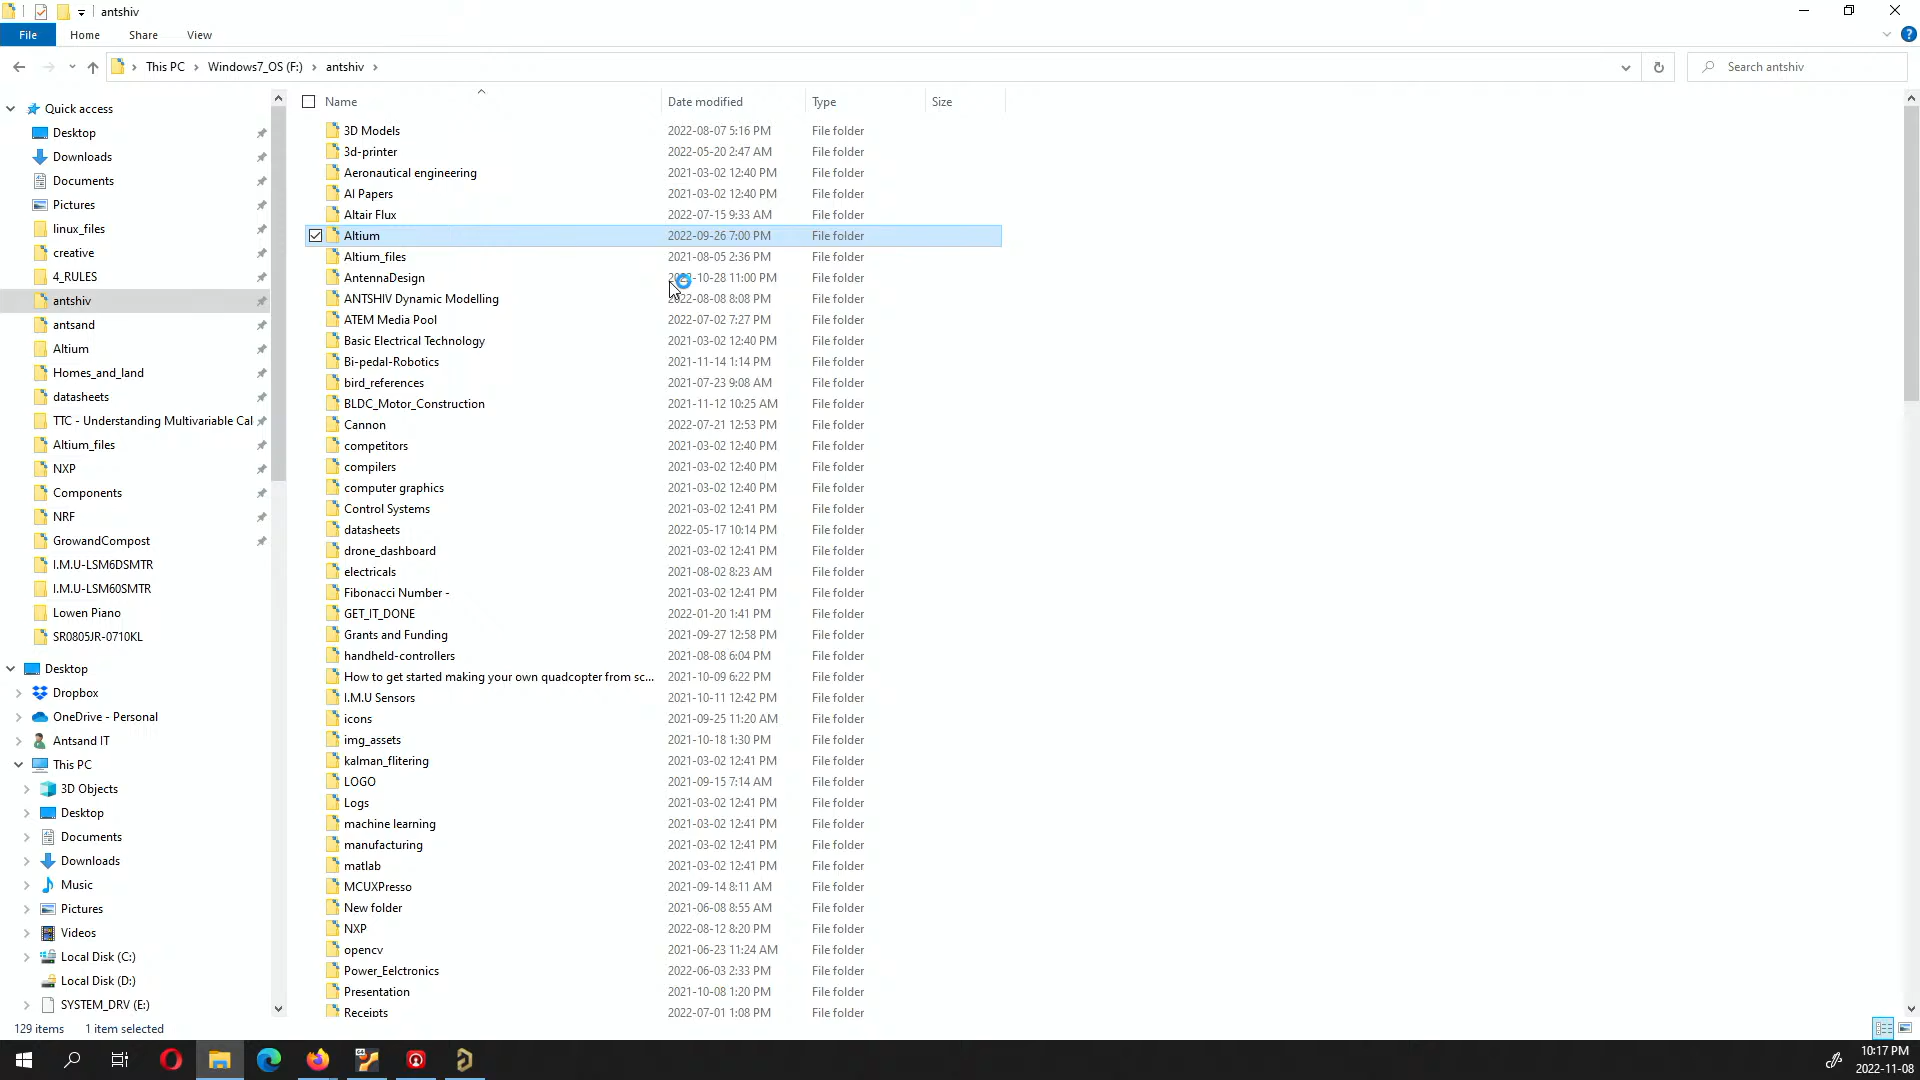 antshiv
File Home Share View
This PC Windows7_OS (F:) antshiv
Search antshiv
Name Date modified Type Size
Quick access
Desktop
Downloads
Documents
Pictures
linux_files
creative
4_RULES
antshiv
antsand
Altium
Homes_and_land
datasheets
TTC - Understanding Multivariable Cal
Altium_files
NXP
Components
NRF
GrowandCompost
I.M.U-LSM6DSMTR
I.M.U-LSM60SMTR
Lowen Piano
SR0805JR-0710KL
Desktop
Dropbox
OneDrive - Personal
Antsand IT
This PC
3D Objects
Desktop
Documents
Downloads
Music
Pictures
Videos
Local Disk (C:)
Local Disk (D:)
SYSTEM_DRV (E:)
3D Models 2022-08-07 5:16 PM File folder
3d-printer 2022-05-20 2:47 AM File folder
Aeronautical engineering 2021-03-02 12:40 PM File folder
AI Papers 2021-03-02 12:40 PM File folder
Altair Flux 2022-07-15 9:33 AM File folder
Altium 2022-09-26 7:00 PM File folder
Altium_files 2021-08-05 2:36 PM File folder
AntennaDesign 11:00 PM File folder
ANTSHIV Dynamic Modelling 2022-08-08 8:08 PM File folder
ATEM Media Pool 2022-07-02 7:27 PM File folder
Basic Electrical Technology 2021-03-02 12:40 PM File folder
Bi-pedal-Robotics 2021-11-14 1:14 PM File folder
bird_references 2021-07-23 9:08 AM File folder
BLDC_Motor_Construction 2021-11-12 10:25 AM File folder
Cannon 2022-07-21 12:53 PM File folder
competitors 2021-03-02 12:40 PM File folder
compilers 2021-03-02 12:40 PM File folder
computer graphics 2021-03-02 12:40 PM File folder
Control Systems 2021-03-02 12:41 PM File folder
datasheets 2022-05-17 10:14 PM File folder
drone_dashboard 2021-03-02 12:41 PM File folder
electricals 2021-08-02 8:23 AM File folder
Fibonacci Number - 2021-03-02 12:41 PM File folder
GET_IT_DONE 2022-01-20 1:41 PM File folder
Grants and Funding 2021-09-27 12:58 PM File folder
handheld-controllers 2021-08-08 6:04 PM File folder
How to get started making your own quadcopter from sc... 2021-10-09 6:22 PM File folder
I.M.U Sensors 2021-10-11 12:42 PM File folder
icons 2021-09-25 11:20 AM File folder
img_assets 2021-10-18 1:30 PM File folder
kalman_flitering 2021-03-02 12:41 PM File folder
LOGO 2021-09-15 7:14 AM File folder
Logs 2021-03-02 12:41 PM File folder
machine learning 2021-03-02 12:41 PM File folder
manufacturing 2021-03-02 12:41 PM File folder
matlab 2021-03-02 12:41 PM File folder
MCUXPresso 2021-09-14 8:11 AM File folder
New folder 2021-06-08 8:55 AM File folder
NXP 2022-08-12 8:20 PM File folder
opencv 2021-06-23 11:24 AM File folder
Power_Eelctronics 2022-06-03 2:33 PM File folder
Presentation 2021-10-08 1:20 PM File folder
Receipts 2022-07-01 1:08 PM File folder
129 items 1 item selected
10:17 PM
2022-11-08